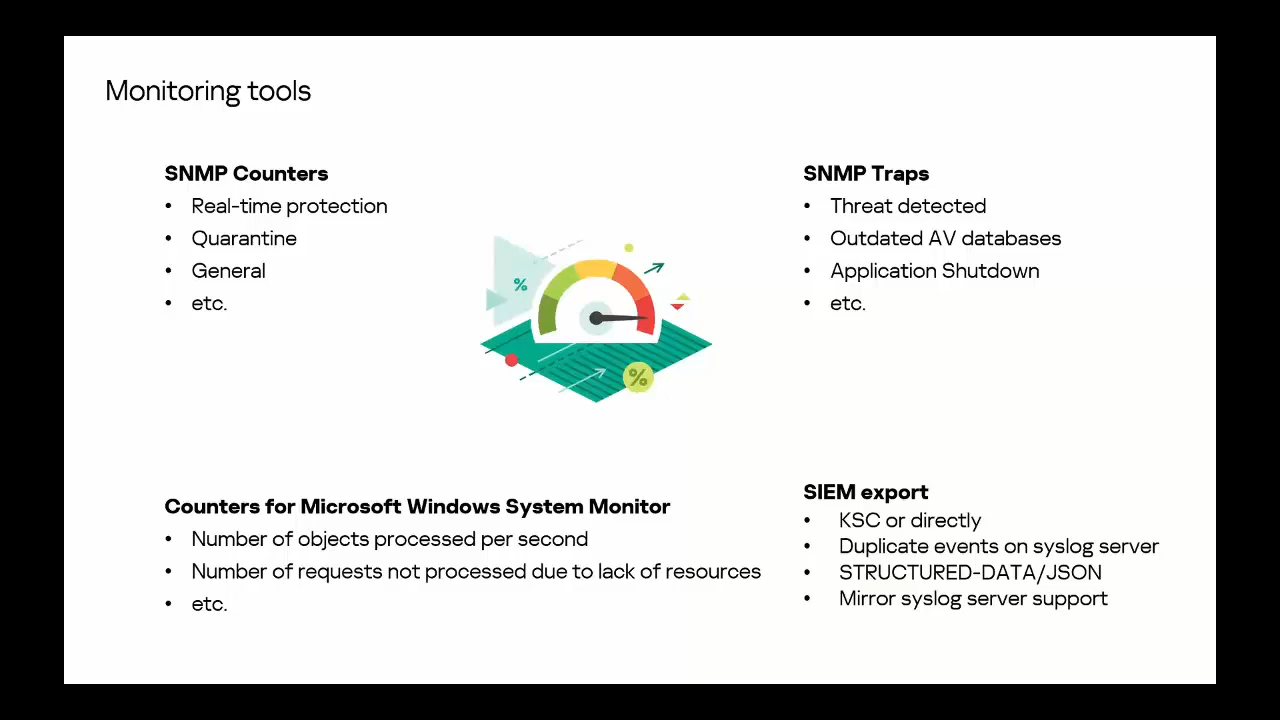 Monitoring tools
SNMP Counters
• Real-time protection
• Quarantine
• General
• etc.
SNMP Traps
• Threat detected
• Outdated AV databases
• Application Shutdown
• etc.
%
%
Counters for Microsoft Windows System Monitor
• Number of objects processed per second
• Number of requests not processed due to lack of resources
• etc.
SIEM export
• KSC or directly
• Duplicate events on syslog server
• STRUCTURED-DATA/JSON
• Mirror syslog server support